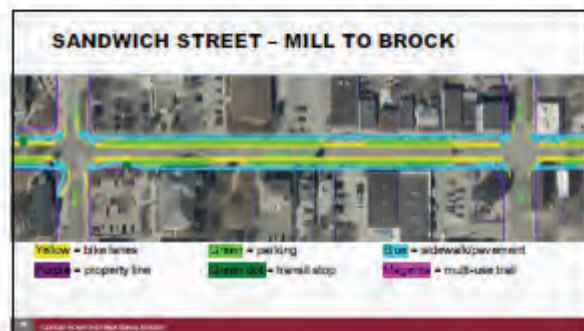 SANDWICH STREET – MILL TO BROCK
Yellow = bike lanes Green = parking Blue = sidewalk/pavement
Purple = property line Green dot = transit stop Magenta = multi-use trail